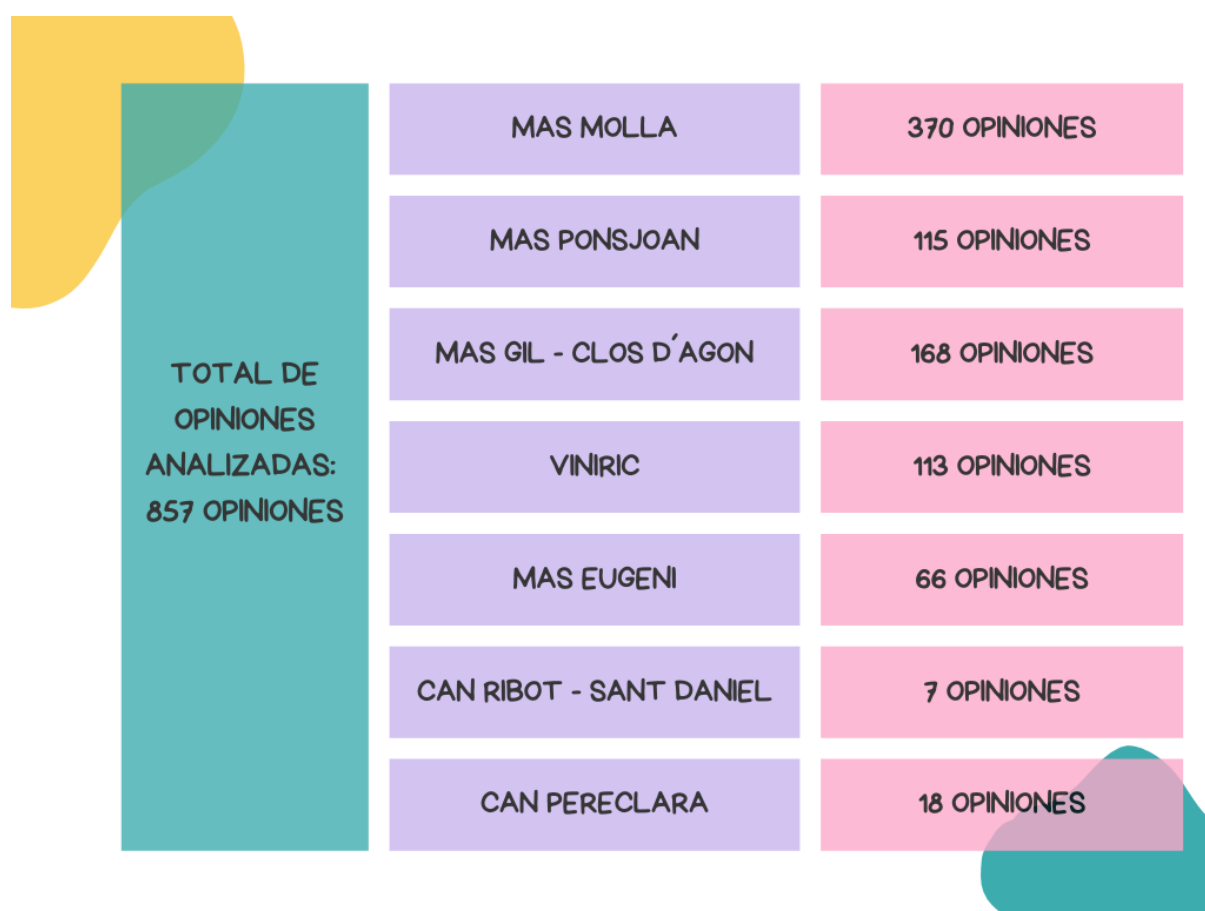 TOTAL DE
OPINIONES
ANALIZADAS:
857 OPINIONES
MAS MOLLA
370 OPINIONES
MAS PONSJOAN
115 OPINIONES
MAS GIL - CLOS D´AGON
168 OPINIONES
VINIRIC
113 OPINIONES
MAS EUGENI
66 OPINIONES
CAN RIBOT - SANT DANIEL
7 OPINIONES
CAN PERECLARA
18 OPINIONES